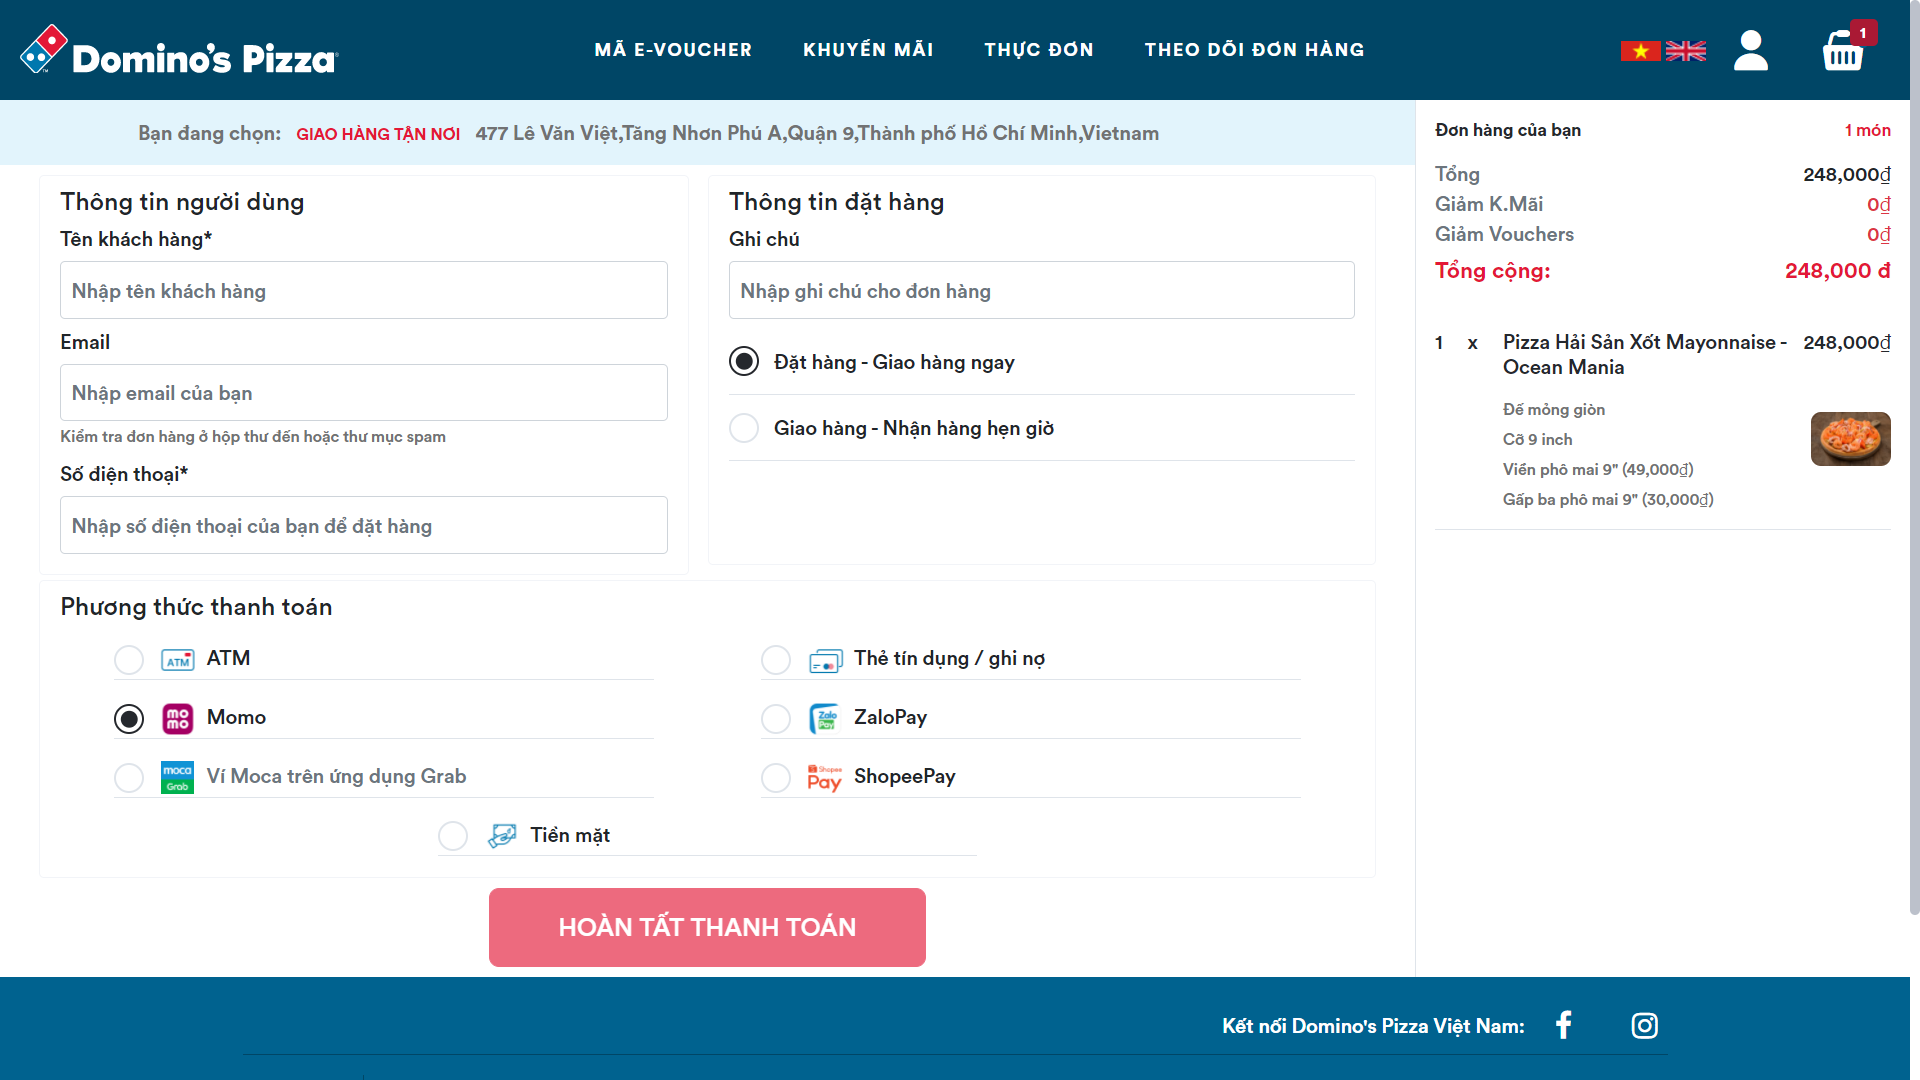 Domino's Pizza
MÃ E-VOUCHER
KHUYẾN MÃI
THỰC ĐƠN
THEO DÕI ĐƠN HÀNG
1
Bạn đang chọn: GIAO HÀNG TẬN NƠI 477 Lê Văn Việt,Tăng Nhơn Phú A,Quận 9,Thành phố Hồ Chí Minh,Vietnam
Thông tin người dùng
Tên khách hàng*
Nhập tên khách hàng
Email
Nhập email của bạn
Kiểm tra đơn hàng ở hộp thư đến hoặc thư mục spam
Số điện thoại*
Nhập số điện thoại của bạn để đặt hàng
Thông tin đặt hàng
Ghi chú
Nhập ghi chú cho đơn hàng
Đặt hàng - Giao hàng ngay
Giao hàng - Nhận hàng hẹn giờ
Phương thức thanh toán
ATM ATM
Thẻ tín dụng / ghi nợ
mo mo Momo
Zalo Pay ZaloPay
moca Grab Ví Moca trên ứng dụng Grab
Shopee Pay ShopeePay
Tiền mặt
HOÀN TẤT THANH TOÁN
Đơn hàng của bạn 1 món
Tổng 248,000₫
Giảm K.Mãi 0₫
Giảm Vouchers 0₫
Tổng cộng: 248,000 đ
1 x Pizza Hải Sản Xốt Mayonnaise - 248,000₫
Ocean Mania
Đế mỏng giòn
Cỡ 9 inch
Viền phô mai 9" (49,000₫)
Gấp ba phô mai 9" (30,000₫)
Kết nối Domino's Pizza Việt Nam: